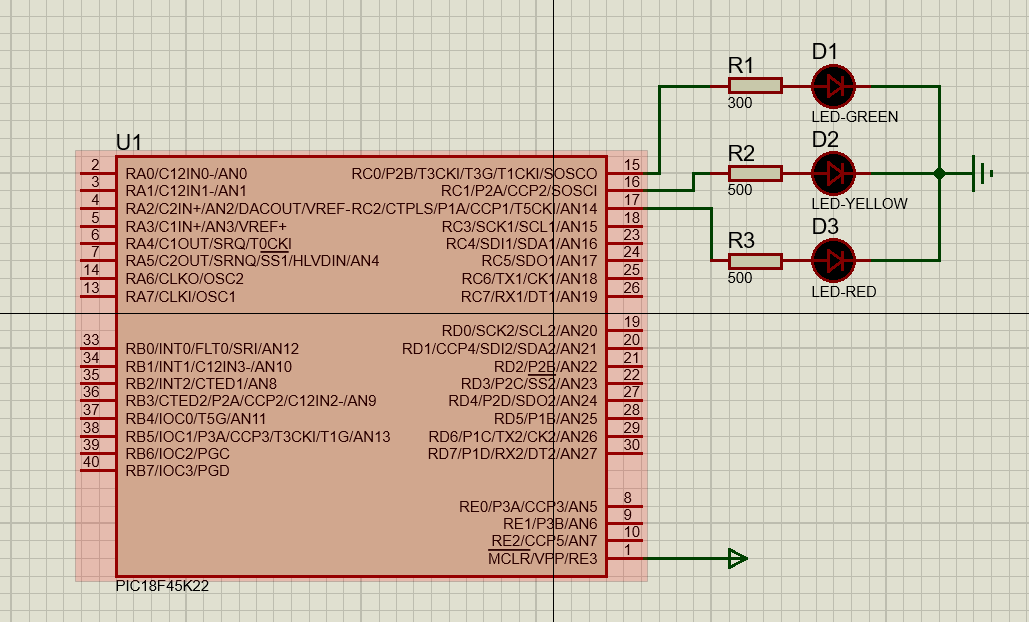 D1
R1
300
LED-GREEN
D2
R2
500
LED-YELLOW
D3
R3
500
LED-RED
U1
2 RA0/C12IN0-/AN0 RC0/P2B/T3CKI/T3G/T1CKI/SOSCO 15
3 RA1/C12IN1-/AN1 RC1/P2A/CCP2/SOSCI 16
4 RA2/C2IN+/AN2/DACOUT/VREF- RC2/CTPLS/P1A/CCP1/T5CKI/AN14 17
5 RA3/C1IN+/AN3/VREF+ RC3/SCK1/SCL1/AN15 18
6 RA4/C1OUT/SRQ/T0CKI RC4/SDI1/SDA1/AN16 23
7 RA5/C2OUT/SRNQ/SS1/HLVDIN/AN4 RC5/SDO1/AN17 24
14 RA6/CLKO/OSC2 RC6/TX1/CK1/AN18 25
13 RA7/CLKI/OSC1 RC7/RX1/DT1/AN19 26
RD0/SCK2/SCL2/AN20 19
33 RB0/INT0/FLT0/SRI/AN12 RD1/CCP4/SDI2/SDA2/AN21 20
34 RB1/INT1/C12IN3-/AN10 RD2/P2B/AN22 21
35 RB2/INT2/CTED1/AN8 RD3/P2C/SS2/AN23 22
36 RB3/CTED2/P2A/CCP2/C12IN2-/AN9 RD4/P2D/SDO2/AN24 27
37 RB4/IOC0/T5G/AN11 RD5/P1B/AN25 28
38 RB5/IOC1/P3A/CCP3/T3CKI/T1G/AN13 RD6/P1C/TX2/CK2/AN26 29
39 RB6/IOC2/PGC RD7/P1D/RX2/DT2/AN27 30
40 RB7/IOC3/PGD
RE0/P3A/CCP3/AN5 8
RE1/P3B/AN6 9
RE2/CCP5/AN7 10
MCLR/VPP/RE3 1
PIC18F45K22